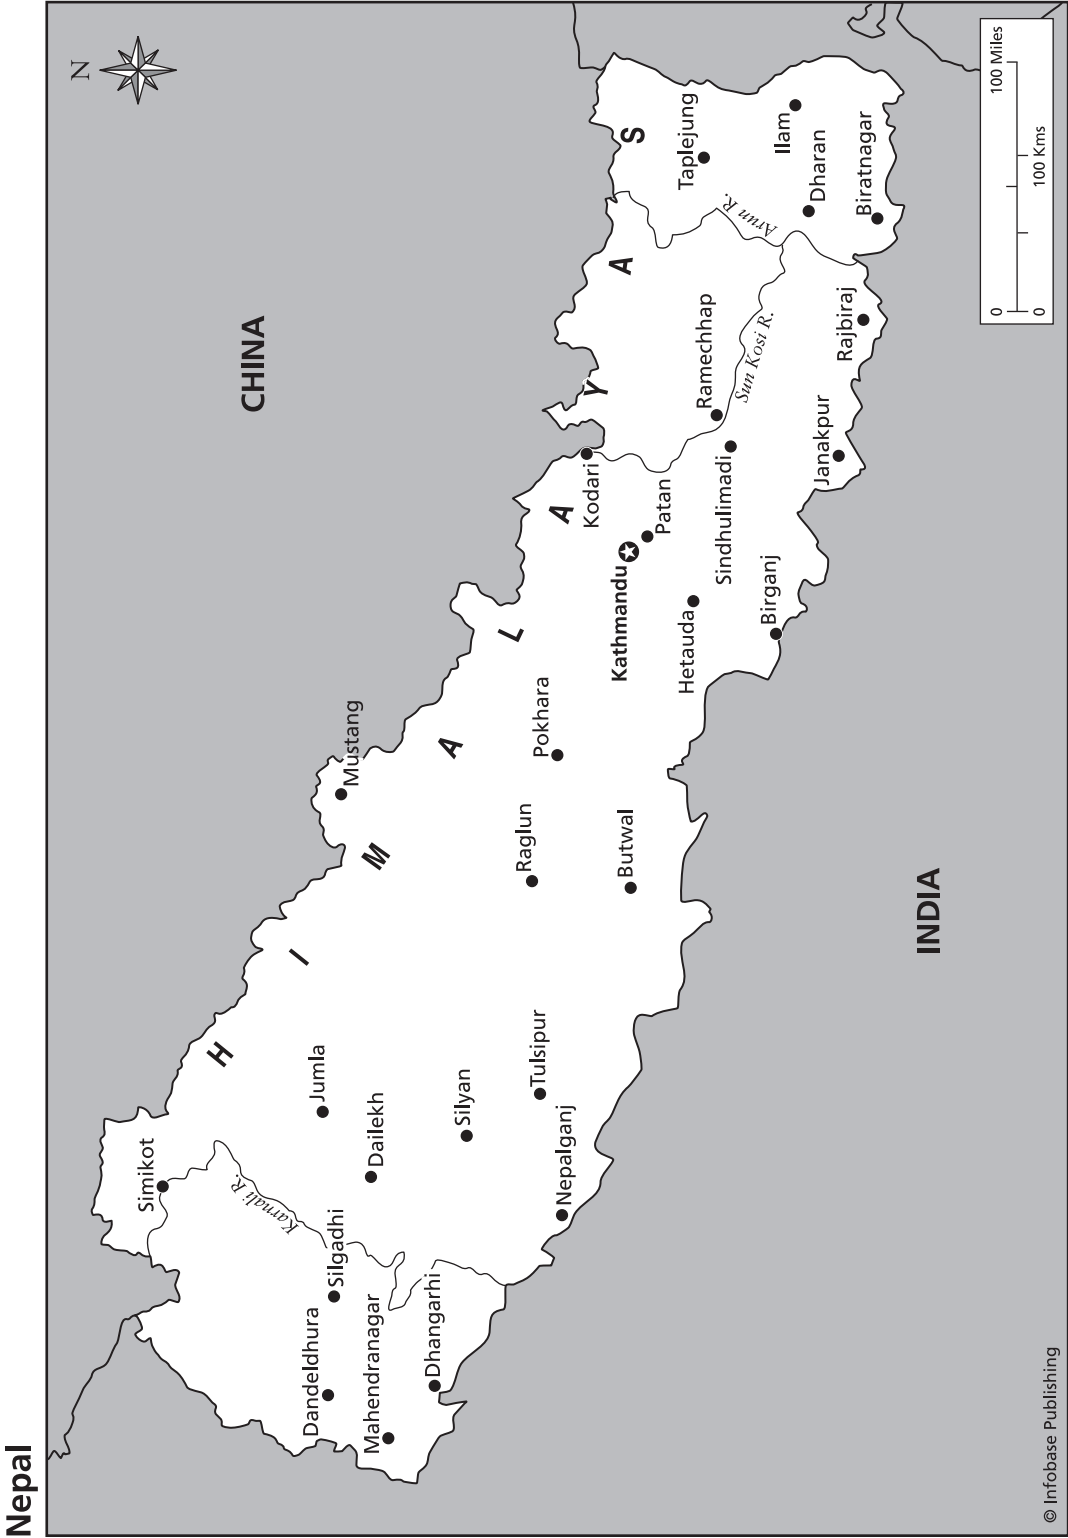 Nepal
N
CHINA
INDIA
H I M A L A Y A S
Simikot
Karnali R.
Jumla
Dailekh
Silgadhi
Dandeldhura
Mahendranagar
Dhangarhi
Silyan
Tulsipur
Nepalganj
Mustang
Raglun
Pokhara
Butwal
Kodari
Kathmandu
Patan
Hetauda
Sindhulimadi
Birganj
Ramechhap
Sun Kosi R.
Janakpur
Rajbiraj
Arun R.
Taplejung
Ilam
Dharan
Biratnagar
0 100 Miles
0 100 Kms
© Infobase Publishing